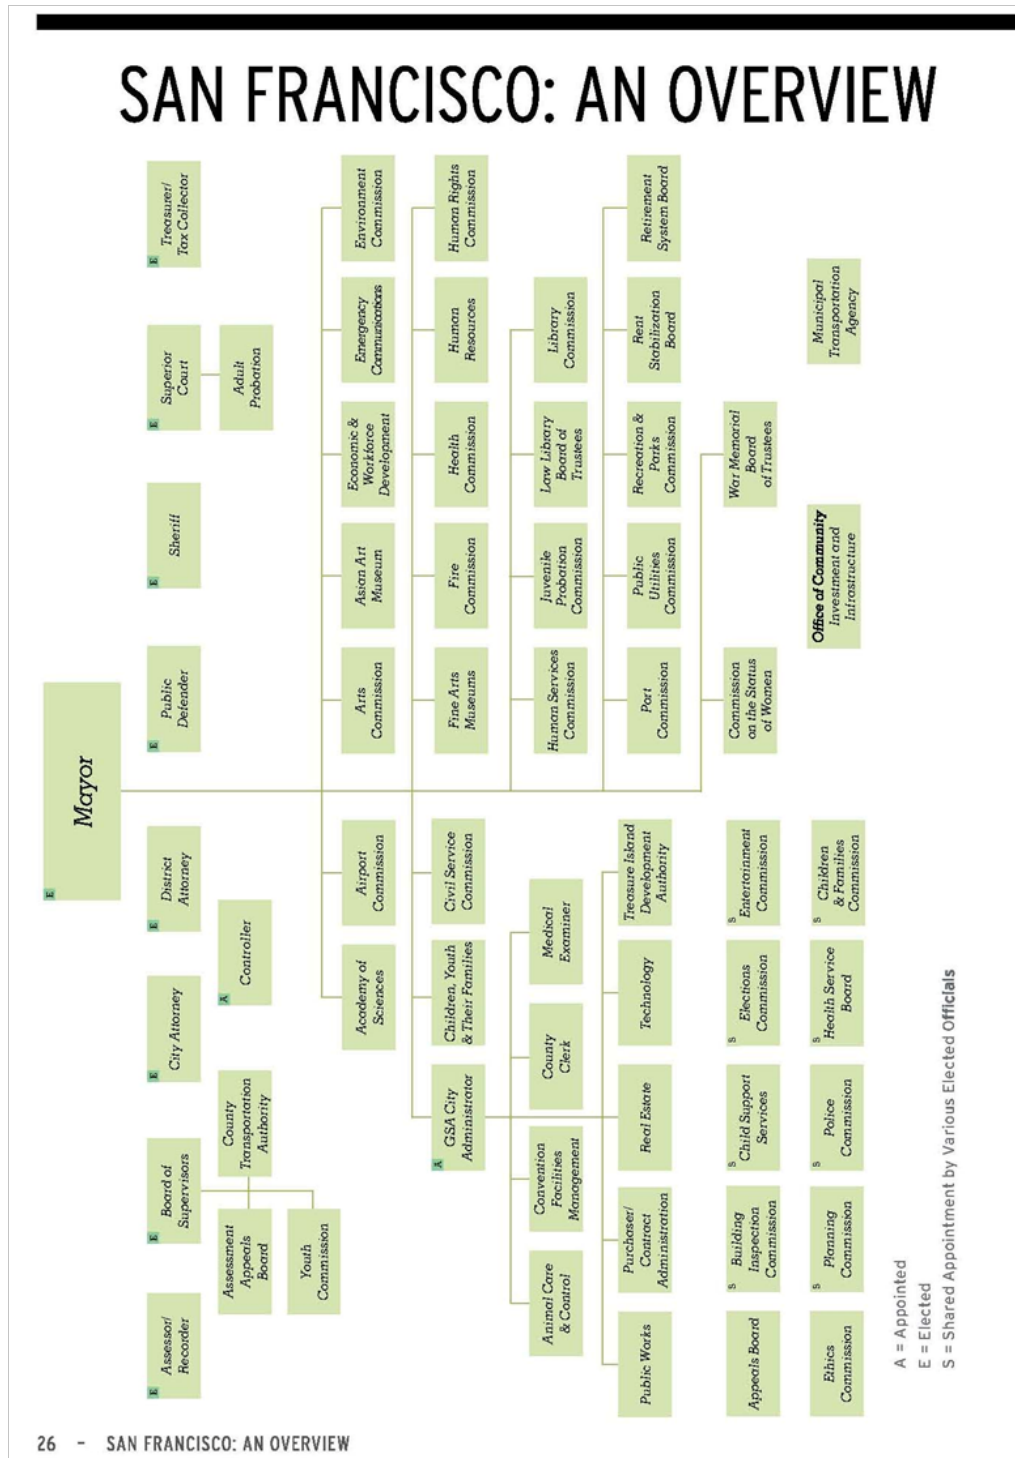 SAN FRANCISCO: AN OVERVIEW
E
Mayor
E
Assessor/
Recorder
E
Board of
Supervisors
E
City Attorney
E
District
Attorney
E
Public
Defender
E
Sheriff
E
Superior
Court
E
Treasurer/
Tax Collector
Assessment
Appeals
Board
County
Transportation
Authority
A
Controller
Adult
Probation
Youth
Commission
Academy of
Sciences
Airport
Commission
Arts
Commission
Asian Art
Museum
Economic &
Workforce
Development
Emergency
Communications
Environment
Commission
A
GSA City
Administrator
Children, Youth
& Their Families
Civil Service
Commission
Fine Arts
Museums
Fire
Commission
Health
Commission
Human
Resources
Human Rights
Commission
Animal Care
& Control
Convention
Facilities
Management
County
Clerk
Medical
Examiner
Human Services
Commission
Juvenile
Probation
Commission
Law Library
Board of
Trustees
Library
Commission
Public Works
Purchaser/
Contract
Administration
Real Estate
Technology
Treasure Island
Development
Authority
Port
Commission
Public
Utilities
Commission
Recreation &
Parks
Commission
Rent
Stabilization
Board
Retirement
System Board
Appeals Board
S
Building
Inspection
Commission
S
Child Support
Services
S
Elections
Commission
S
Entertainment
Commission
Commission
on the Status
of Women
War Memorial
Board
of Trustees
Ethics
Commission
S
Planning
Commission
S
Police
Commission
S
Health Service
Board
S
Children
& Families
Commission
Office of Community
Investment and
Infrastructure
Municipal
Transportation
Agency
A = Appointed
E = Elected
S = Shared Appointment by Various Elected Officials
26 - SAN FRANCISCO: AN OVERVIEW